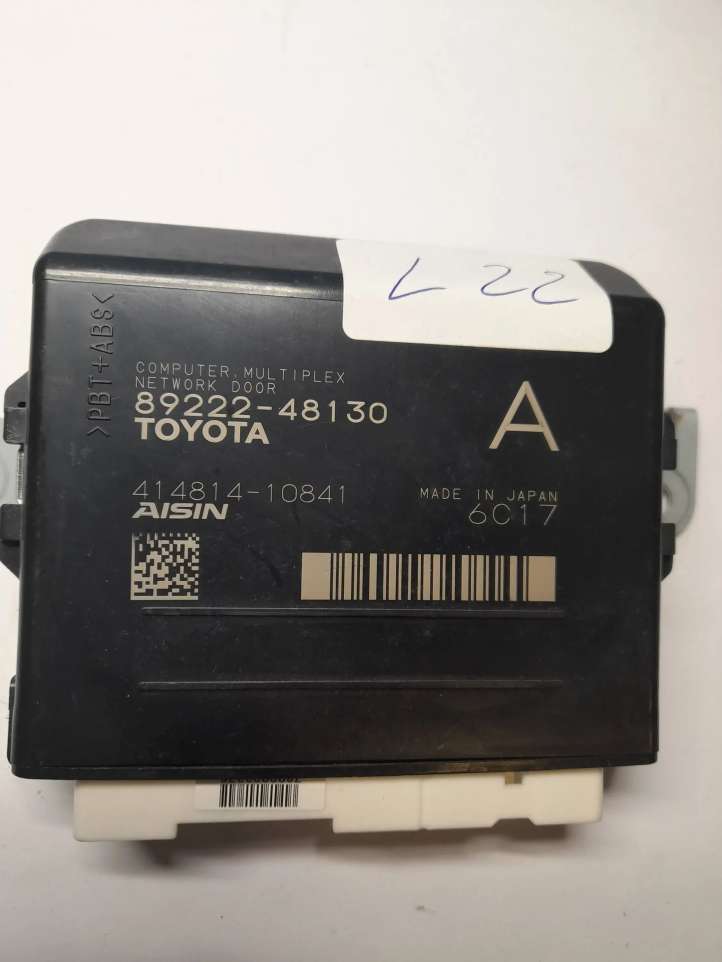 L 22
>PBT+ABS<
COMPUTER, MULTIPLEX
NETWORK DOOR
89222-48130
TOYOTA
A
414814-10841
AISIN
MADE IN JAPAN
6C17